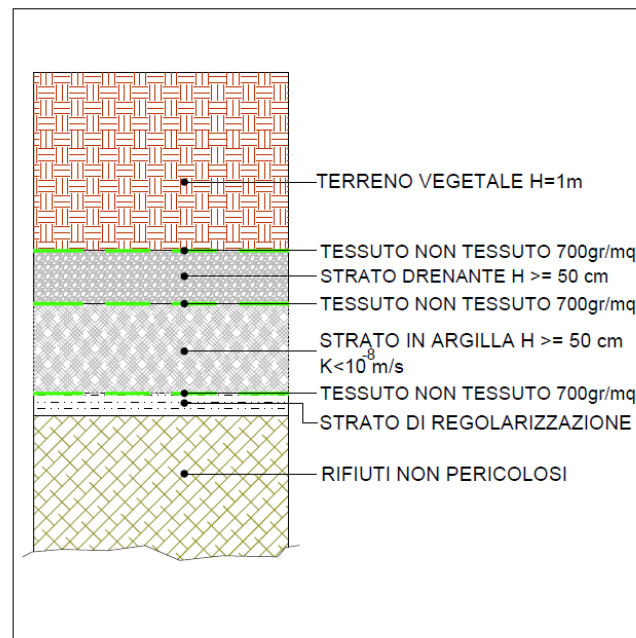 TERRENO VEGETALE H=1m
TESSUTO NON TESSUTO 700gr/mq
STRATO DRENANTE H >= 50 cm
TESSUTO NON TESSUTO 700gr/mq
STRATO IN ARGILLA H >= 50 cm
K<10⁻⁸m/s
TESSUTO NON TESSUTO 700gr/mq
STRATO DI REGOLARIZZAZIONE
RIFIUTI NON PERICOLOSI